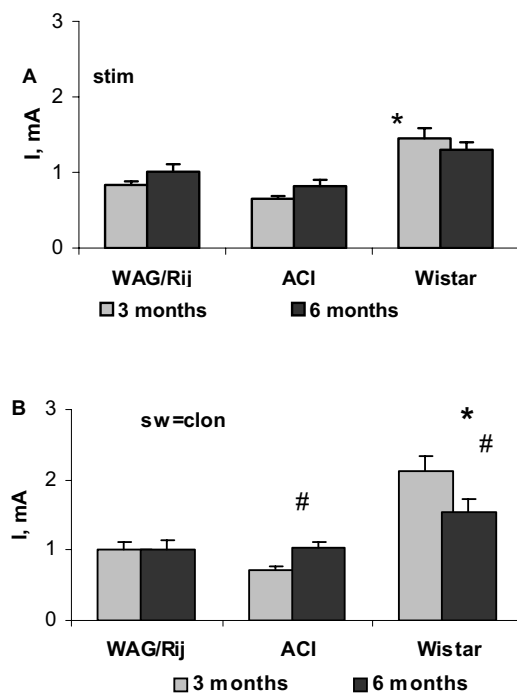 3
A
stim
2
*
I, mA
1
0
WAG/Rij ACI Wistar
3 months 6 months
B
3
sw=clon
*
#
2
#
I, mA
1
0
WAG/Rij ACI Wistar
3 months 6 months